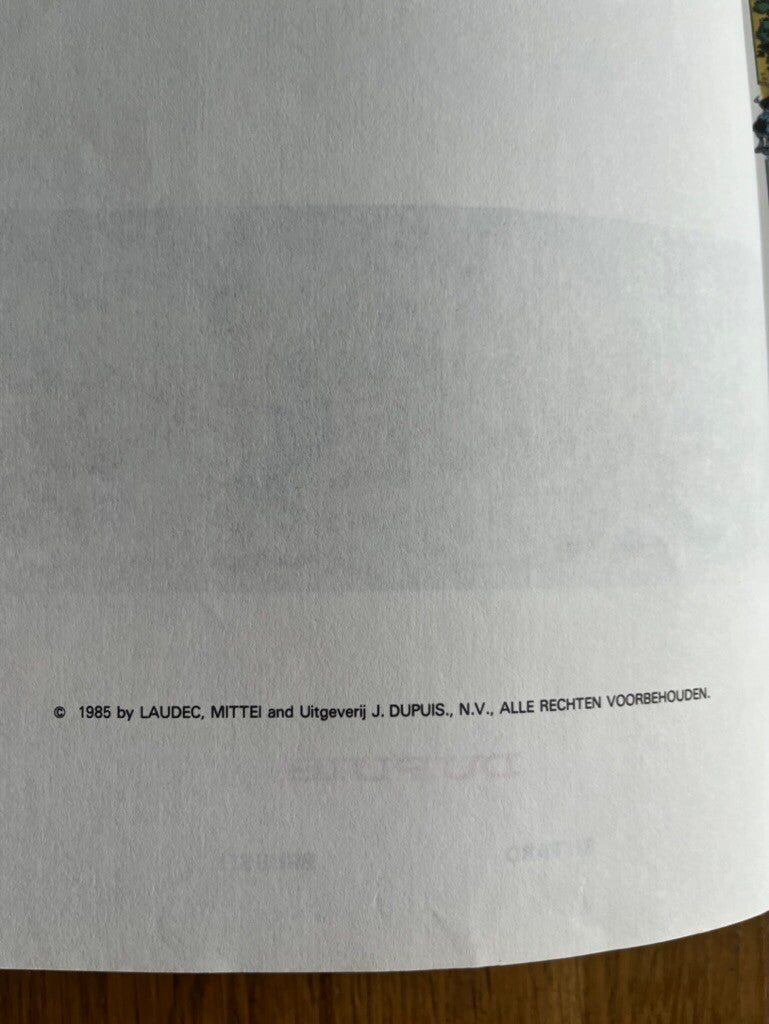 © 1985 by LAUDEC, MITTEI and Uitgeverij J. DUPUIS., N.V., ALLE RECHTEN VOORBEHOUDEN.